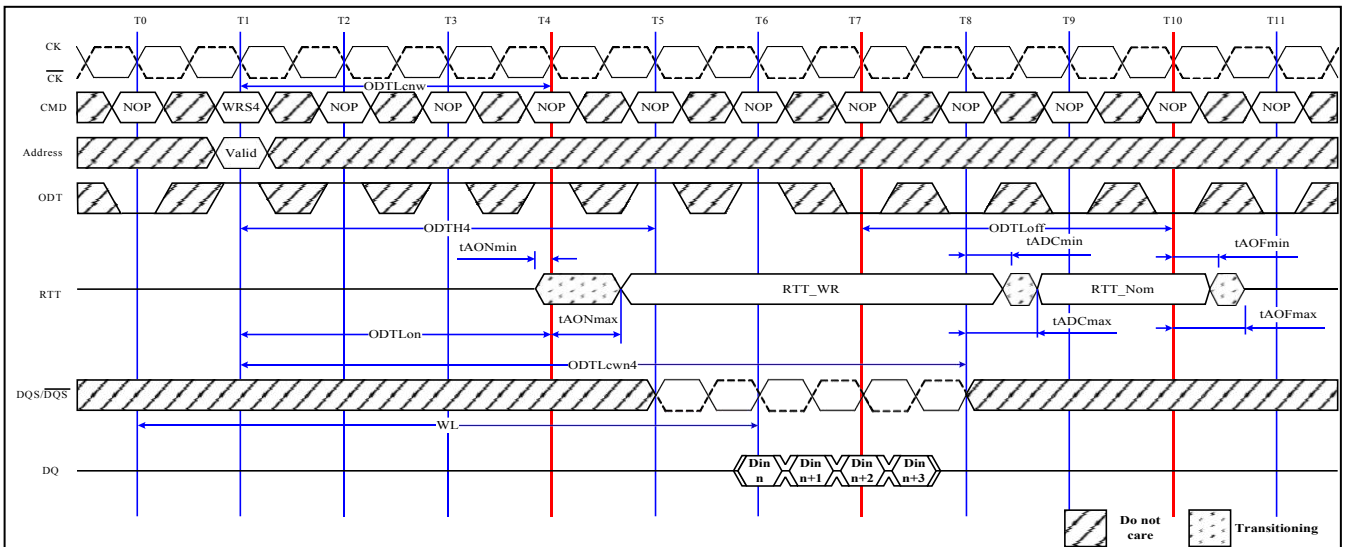 T0 T1 T2 T3 T4 T5 T6 T7 T8 T9 T10 T11
CK
CK
ODTLcnw
CMD NOP WRS4 NOP NOP NOP NOP NOP NOP NOP NOP NOP NOP
Address Valid
ODT
ODTH4 ODTLoff
tAONmin tADCmin tAOFmin
RTT RTT_WR RTT_Nom
tAONmax tADCmax tAOFmax
ODTLon
ODTLcwn4
DQS/DQS
WL
DQ Din n Din n+1 Din n+2 Din n+3
Do not care Transitioning